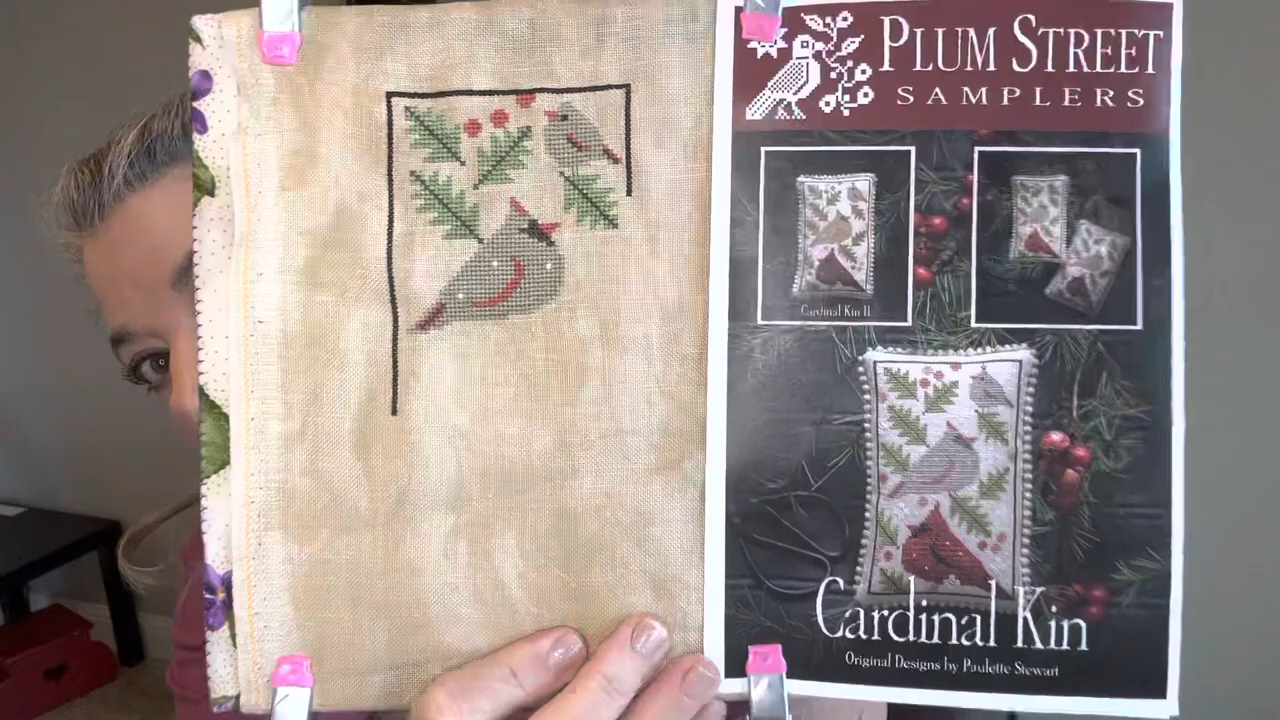 PLUM STREET
SAMPLERS
Cardinal Kin II
Cardinal Kin
Original Designs by Paulette Stewart